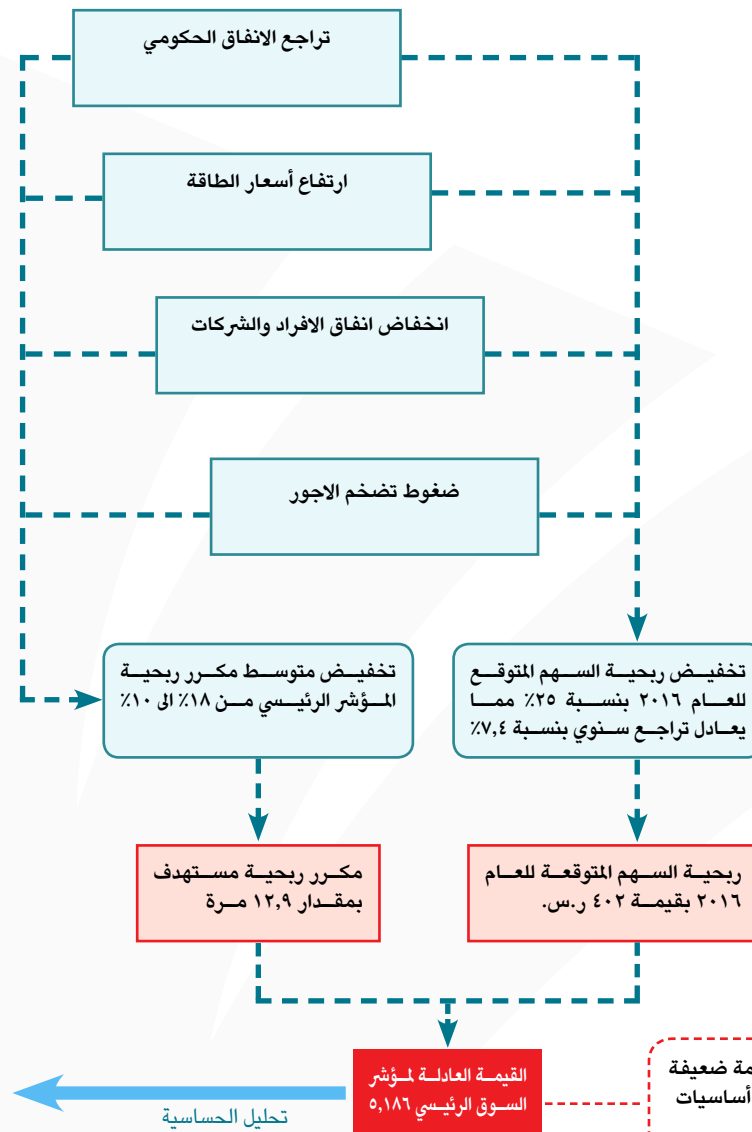 تراجع الانفاق الحكومي
ارتفاع أسعار الطاقة
انخفاض انفاق الافراد والشركات
ضغوط تضخم الاجور
تخفيض ربحية السهم المتوقع
للعام ٢٠١٦ بنسبة ٢٥٪ مما
يعادل تراجع سنوي بنسبة ٧,٤٪
تخفيض متوسط مكرر ربحية
المؤشر الرئيسي من ١٨٪ الى ١٠٪
ربحية السهم المتوقعة للعام
٢٠١٦ بقيمة ٤٠٢ ر.س.
مكرر ربحية مستهدف
بمقدار ١٢,٩ مرة
القيمة العادلة لمؤشر
السوق الرئيسي ٥,١٨٦
ضعيفة
أساسيات
تحليل الحساسية